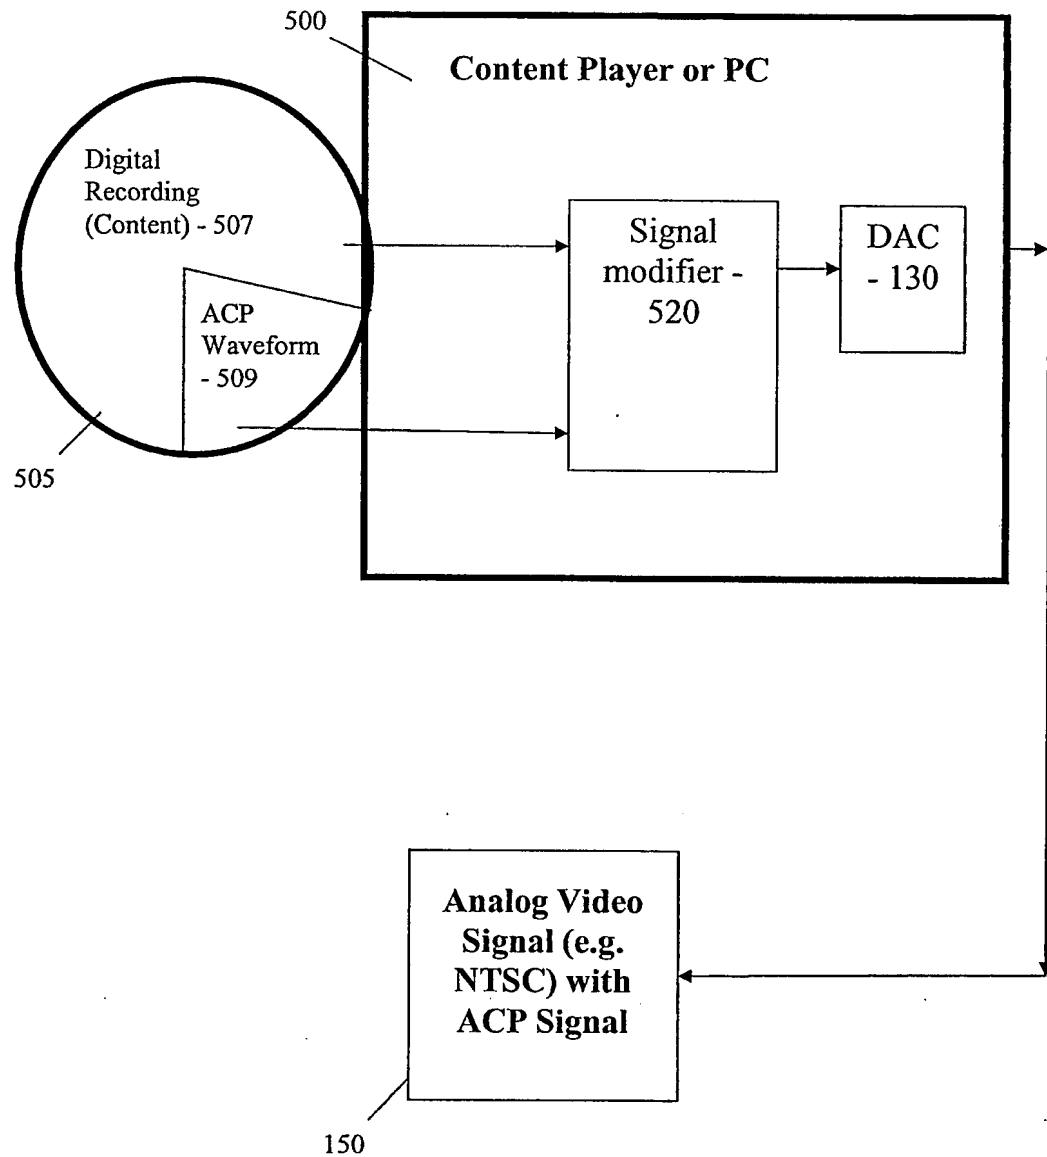 500
Content Player or PC
Digital
Recording
(Content) - 507
ACP
Waveform
- 509
505
Signal
modifier -
520
DAC
- 130
Analog Video
Signal (e.g.
NTSC) with
ACP Signal
150